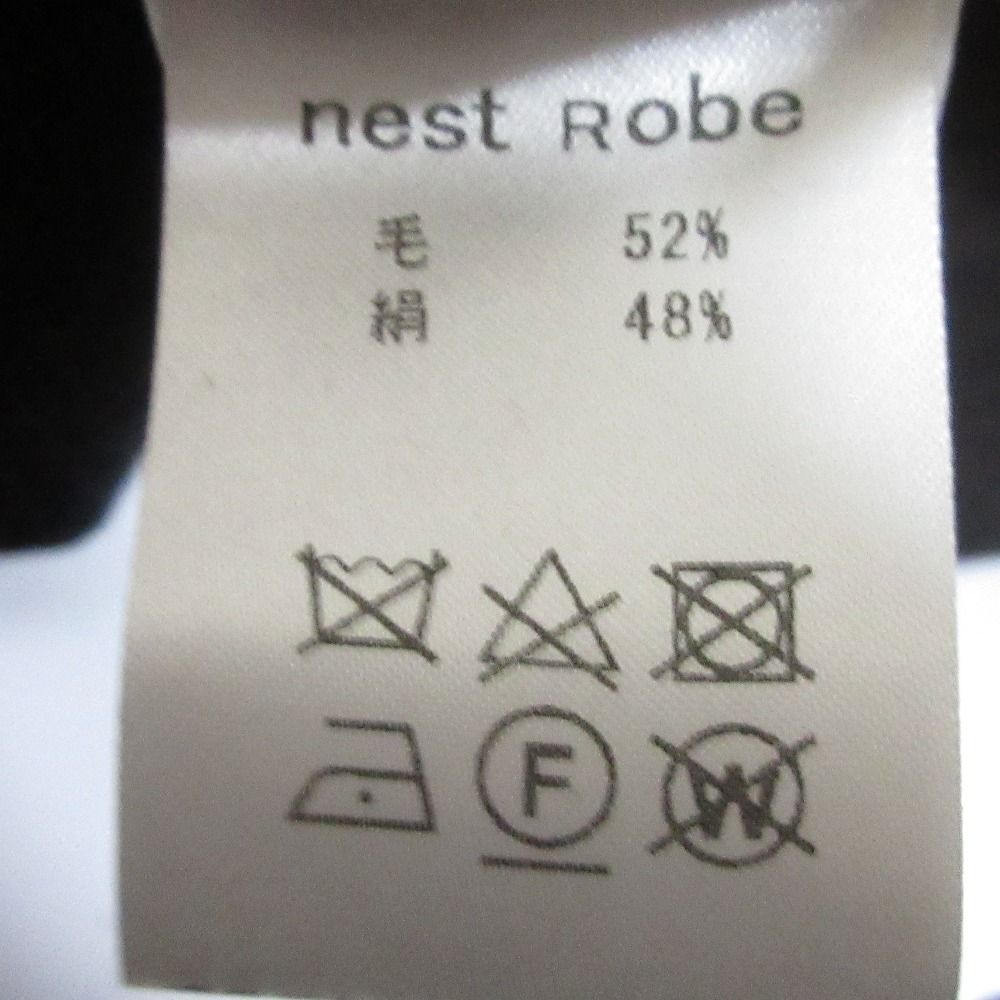 nest Robe
毛 52%
絹 48%
F W